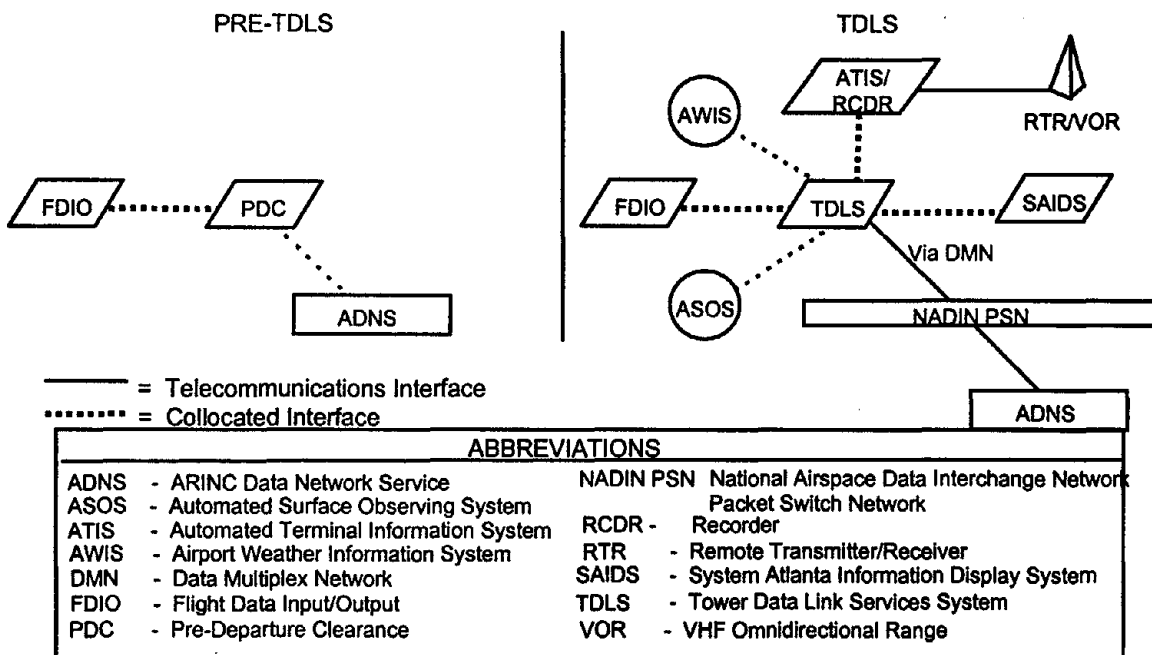 PRE-TDLS
TDLS
FDIO
PDC
ADNS
ATIS/
RCDR
RTR/VOR
AWIS
FDIO
TDLS
SAIDS
ASOS
Via DMN
NADIN PSN
ADNS
= Telecommunications Interface
= Collocated Interface
ABBREVIATIONS
ADNS - ARINC Data Network Service
ASOS - Automated Surface Observing System
ATIS - Automated Terminal Information System
AWIS - Airport Weather Information System
DMN - Data Multiplex Network
FDIO - Flight Data Input/Output
PDC - Pre-Departure Clearance
NADIN PSN National Airspace Data Interchange Network
Packet Switch Network
RCDR - Recorder
RTR - Remote Transmitter/Receiver
SAIDS - System Atlanta Information Display System
TDLS - Tower Data Link Services System
VOR - VHF Omnidirectional Range